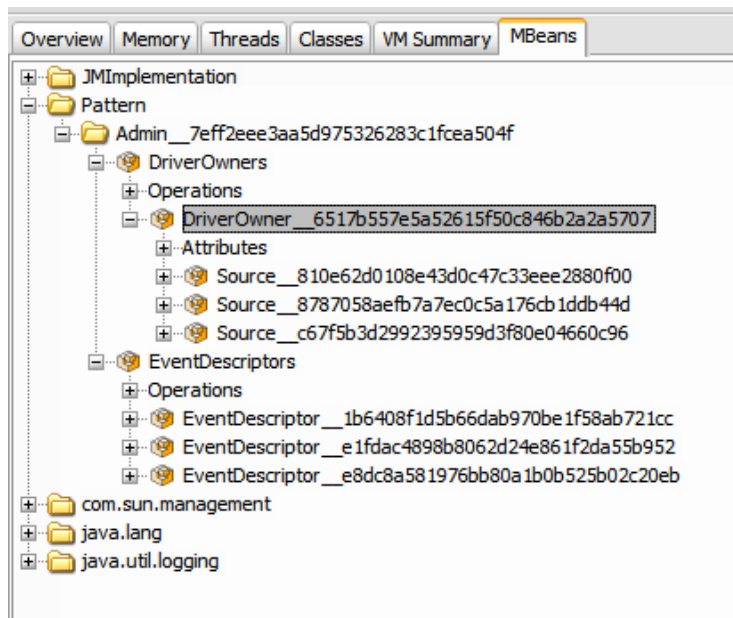 Overview Memory Threads Classes VM Summary MBeans
JMImplementation
Pattern
Admin__7eff2eee3aa5d975326283c1fcea504f
DriverOwners
Operations
DriverOwner__6517b557e5a52615f50c846b2a2a5707
Attributes
Source__810e62d0108e43d0c47c33eee2880f00
Source__8787058aefb7a7ec0c5a176cb1ddb44d
Source__c67f5b3d2992395959d3f80e04660c96
EventDescriptors
Operations
EventDescriptor__1b6408f1d5b66dab970be1f58ab721cc
EventDescriptor__e1fdac4898b8062d24e861f2da55b952
EventDescriptor__e8dc8a581976bb80a1b0b525b02c20eb
com.sun.management
java.lang
java.util.logging